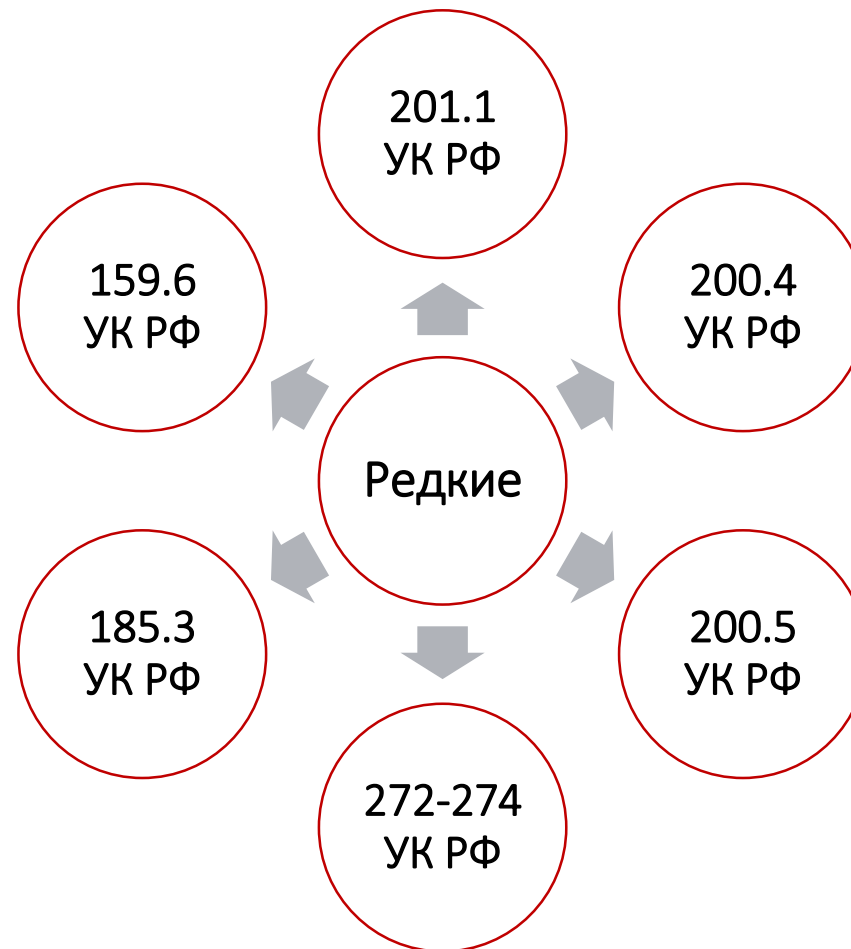 201.1
УК РФ
159.6
УК РФ
200.4
УК РФ
Редкие
185.3
УК РФ
200.5
УК РФ
272-274
УК РФ